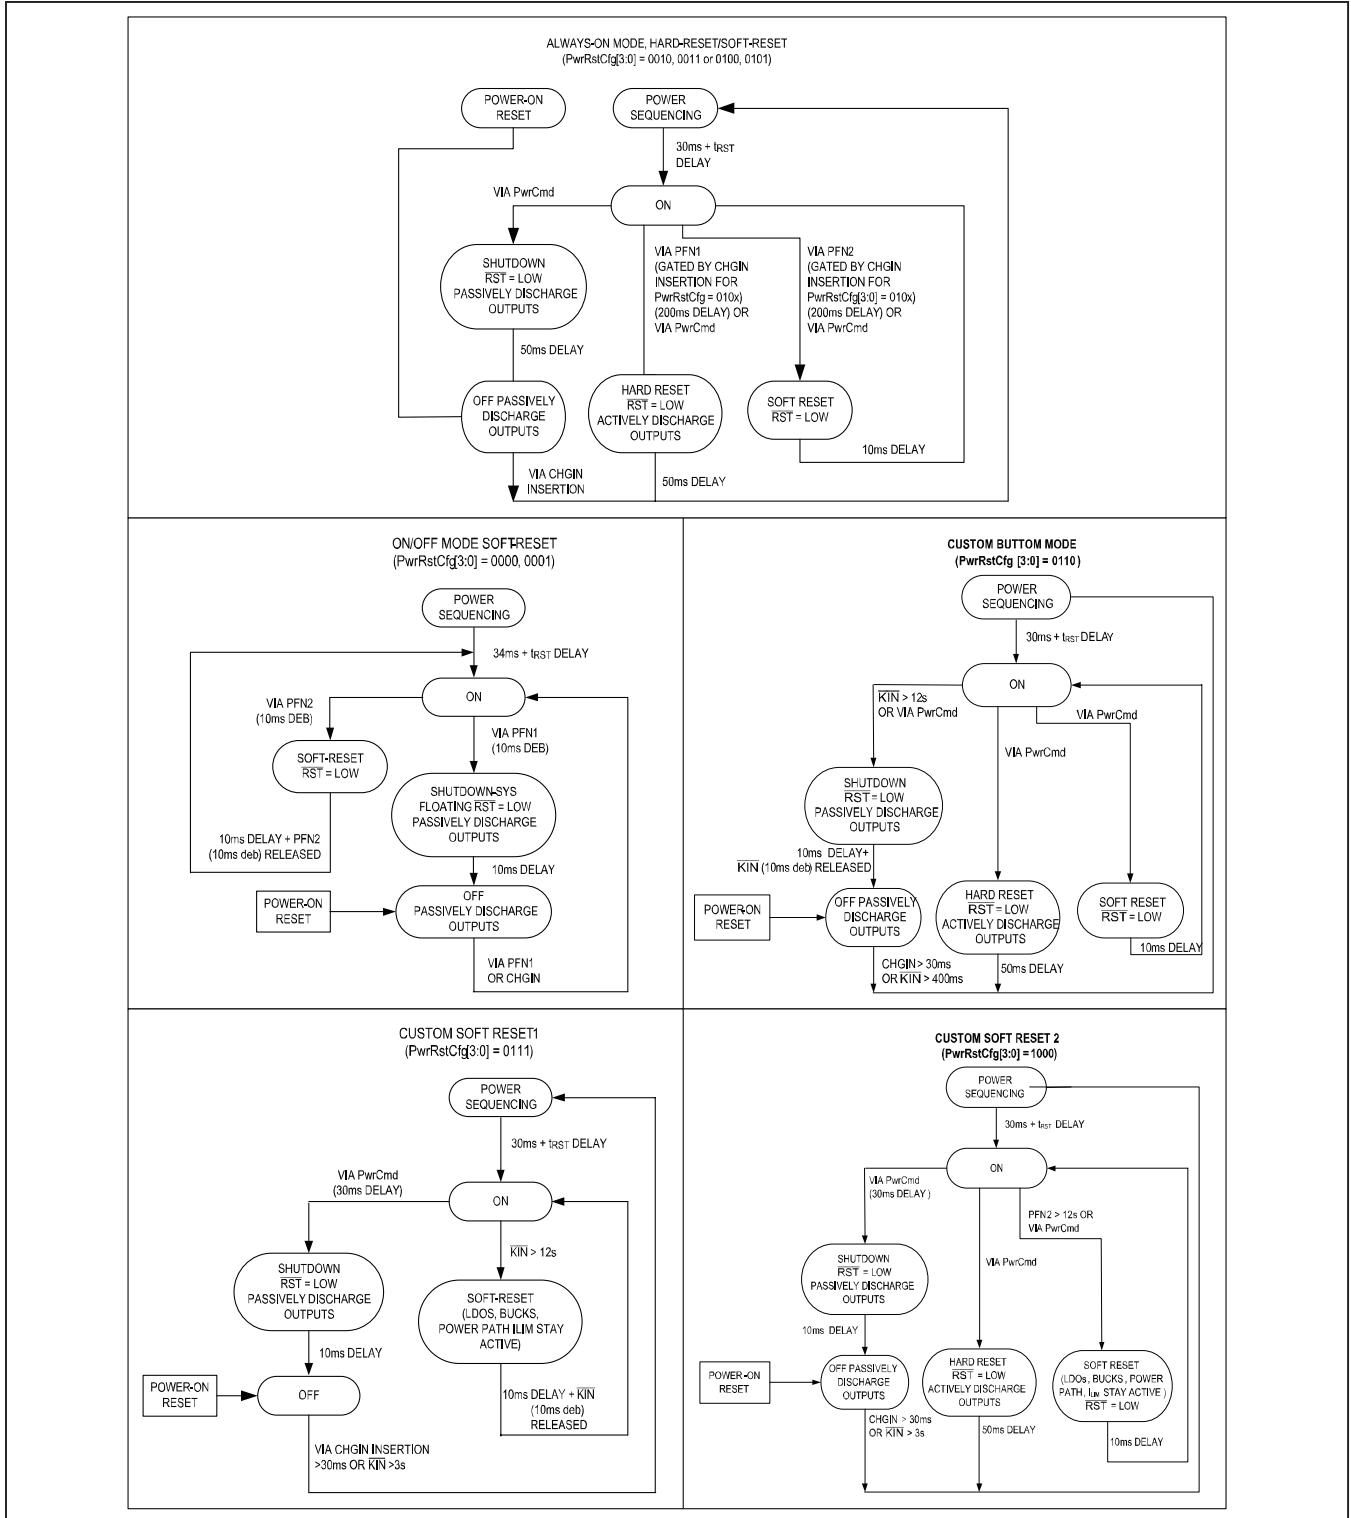 ALWAYS-ON MODE, HARD-RESET/SOFT-RESET
(PwrRstCfg[3:0] = 0010, 0011 or 0100, 0101)
POWER-ON
RESET
POWER
SEQUENCING
30ms + tRST
DELAY
VIA PwrCmd
ON
SHUTDOWN
RST = LOW
PASSIVELY DISCHARGE
OUTPUTS
VIA PFN1
(GATED BY CHGIN
INSERTION FOR
PwrRstCfg = 010x)
(200ms DELAY) OR
VIA PwrCmd
VIA PFN2
(GATED BY CHGIN
INSERTION FOR
PwrRstCfg[3:0] = 010x)
(200ms DELAY) OR
VIA PwrCmd
50ms DELAY
OFF PASSIVELY
DISCHARGE
OUTPUTS
HARD RESET
RST = LOW
ACTIVELY DISCHARGE
OUTPUTS
SOFT RESET
RST = LOW
10ms DELAY
VIA CHGIN
INSERTION
50ms DELAY
ON/OFF MODE SOFT-RESET
(PwrRstCfg[3:0] = 0000, 0001)
POWER
SEQUENCING
34ms + tRST DELAY
ON
VIA PFN2
(10ms DEB)
VIA PFN1
(10ms DEB)
SOFT-RESET
RST = LOW
SHUTDOWN-SYS
FLOATING RST = LOW
PASSIVELY DISCHARGE
OUTPUTS
10ms DELAY + PFN2
(10ms deb) RELEASED
10ms DELAY
POWER-ON
RESET
OFF
PASSIVELY DISCHARGE
OUTPUTS
VIA PFN1
OR CHGIN
CUSTOM BUTTOM MODE
(PwrRstCfg [3:0] = 0110)
POWER
SEQUENCING
30ms + tRST DELAY
ON
KIN > 12s
OR VIA PwrCmd
VIA PwrCmd
VIA PwrCmd
SHUTDOWN
RST = LOW
PASSIVELY DISCHARGE
OUTPUTS
10ms DELAY+
KIN (10ms deb) RELEASED
POWER-ON
RESET
OFF PASSIVELY
DISCHARGE
OUTPUTS
HARD RESET
RST = LOW
ACTIVELY DISCHARGE
OUTPUTS
SOFT RESET
RST = LOW
10ms DELAY
CHGIN > 30ms
OR KIN > 400ms
50ms DELAY
CUSTOM SOFT RESET1
(PwrRstCfg[3:0] = 0111)
POWER
SEQUENCING
30ms + tRST DELAY
VIA PwrCmd
(30ms DELAY)
ON
KIN > 12s
SHUTDOWN
RST = LOW
PASSIVELY DISCHARGE
OUTPUTS
SOFT-RESET
(LDOS, BUCKS,
POWER PATH ILIM STAY
ACTIVE)
10ms DELAY
POWER-ON
RESET
OFF
10ms DELAY + KIN
(10ms deb)
RELEASED
VIA CHGIN INSERTION
>30ms OR KIN >3s
CUSTOM SOFT RESET 2
(PwrRstCfg[3:0] = 1000)
POWER
SEQUENCING
30ms + tRST DELAY
ON
VIA PwrCmd
(30ms DELAY )
PFN2 > 12s OR
VIA PwrCmd
VIA PwrCmd
SHUTDOWN
RST = LOW
PASSIVELY DISCHARGE
OUTPUTS
10ms DELAY
POWER-ON
RESET
OFF PASSIVELY
DISCHARGE
OUTPUTS
HARD RESET
RST = LOW
ACTIVELY DISCHARGE
OUTPUTS
SOFT RESET
(LDOs, BUCKS, POWER
PATH, ILIM STAY ACTIVE )
RST = LOW
CHGIN > 30ms
OR KIN > 3s
50ms DELAY
10ms DELAY